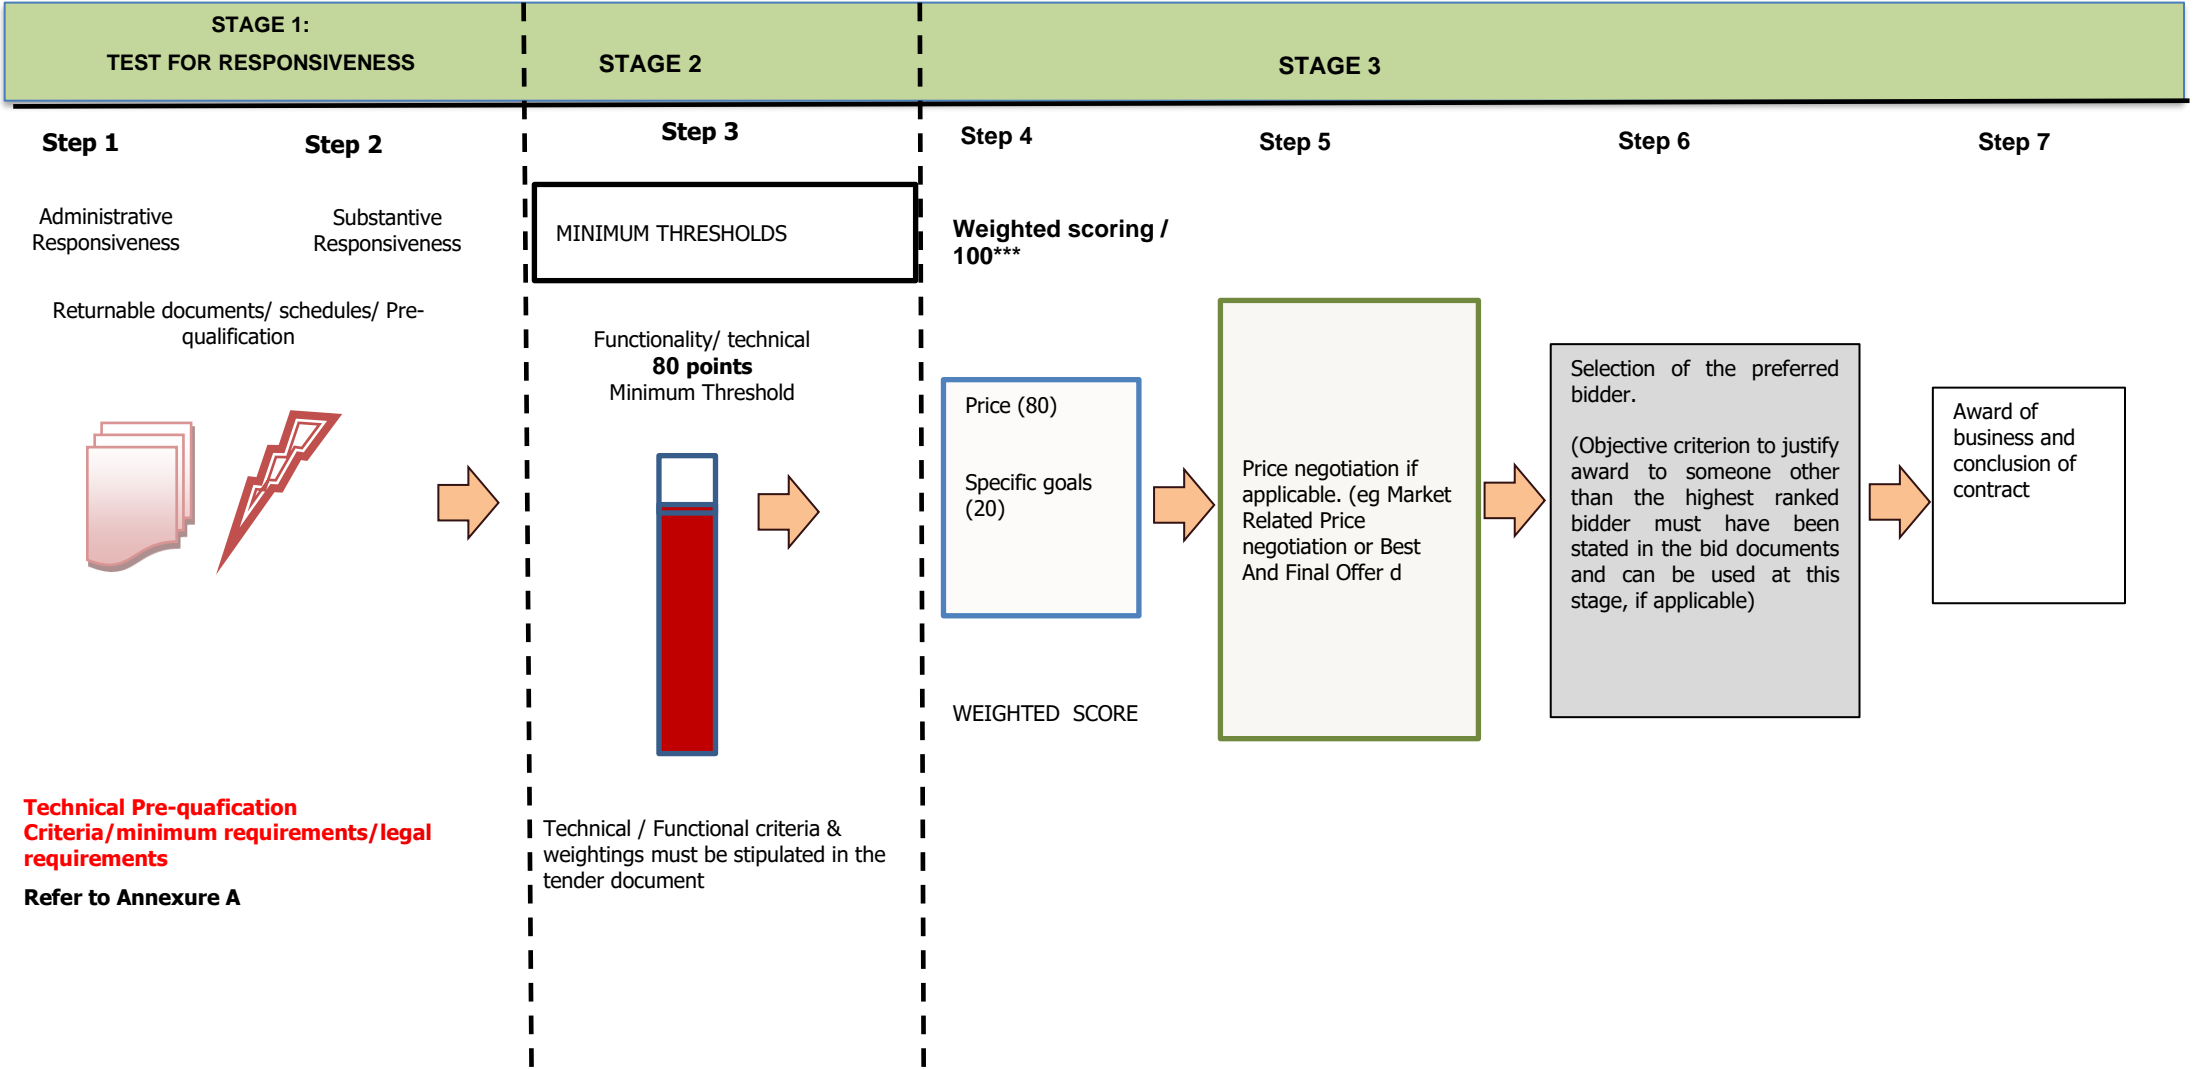 STAGE 1:
TEST FOR RESPONSIVENESS
STAGE 2
STAGE 3
Step 1
Step 2
Step 3
Step 4
Step 5
Step 6
Step 7
Administrative
Responsiveness
Substantive
Responsiveness
Returnable documents/ schedules/ Pre-
qualification
Technical Pre-quafication
Criteria/minimum requirements/legal
requirements
Refer to Annexure A
MINIMUM THRESHOLDS
Functionality/ technical
80 points
Minimum Threshold
Technical / Functional criteria &
weightings must be stipulated in the
tender document
Weighted scoring /
100***
Price (80)
Specific goals
(20)
WEIGHTED SCORE
Price negotiation if
applicable. (eg Market
Related Price
negotiation or Best
And Final Offer d
Selection of the preferred
bidder.
(Objective criterion to justify
award to someone other
than the highest ranked
bidder must have been
stated in the bid documents
and can be used at this
stage, if applicable)
Award of
business and
conclusion of
contract